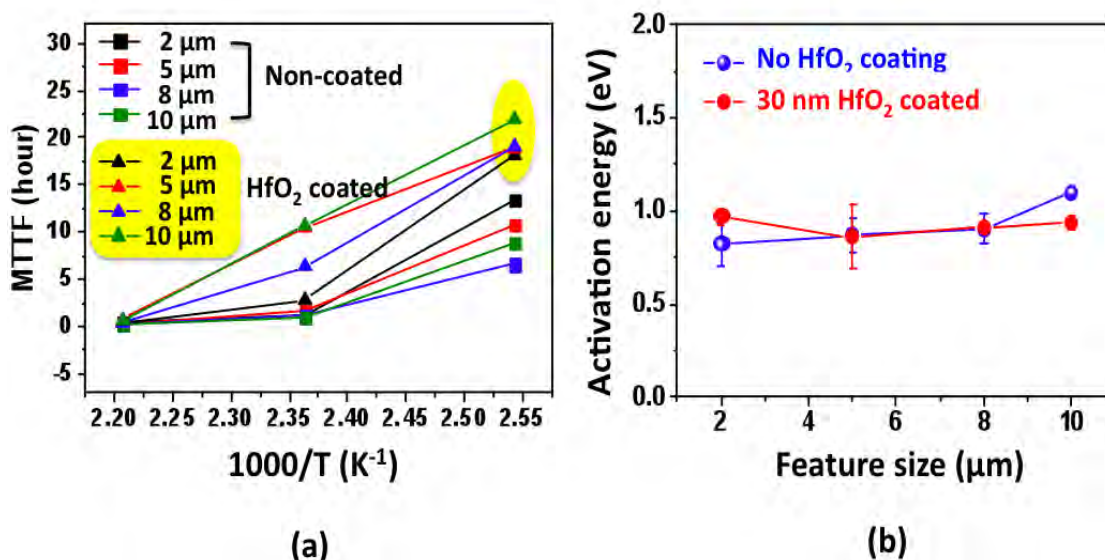 MTTF (hour)
30
25
20
15
10
5
0
-5
2 µm
5 µm
8 µm
10 µm
Non-coated
2 µm
5 µm
8 µm
10 µm
HfO₂ coated
2.20 2.25 2.30 2.35 2.40 2.45 2.50 2.55
1000/T (K⁻¹)
(a)
Activation energy (eV)
2.0
1.5
1.0
0.5
0.0
No HfO₂ coating
30 nm HfO₂ coated
2 4 6 8 10
Feature size (µm)
(b)